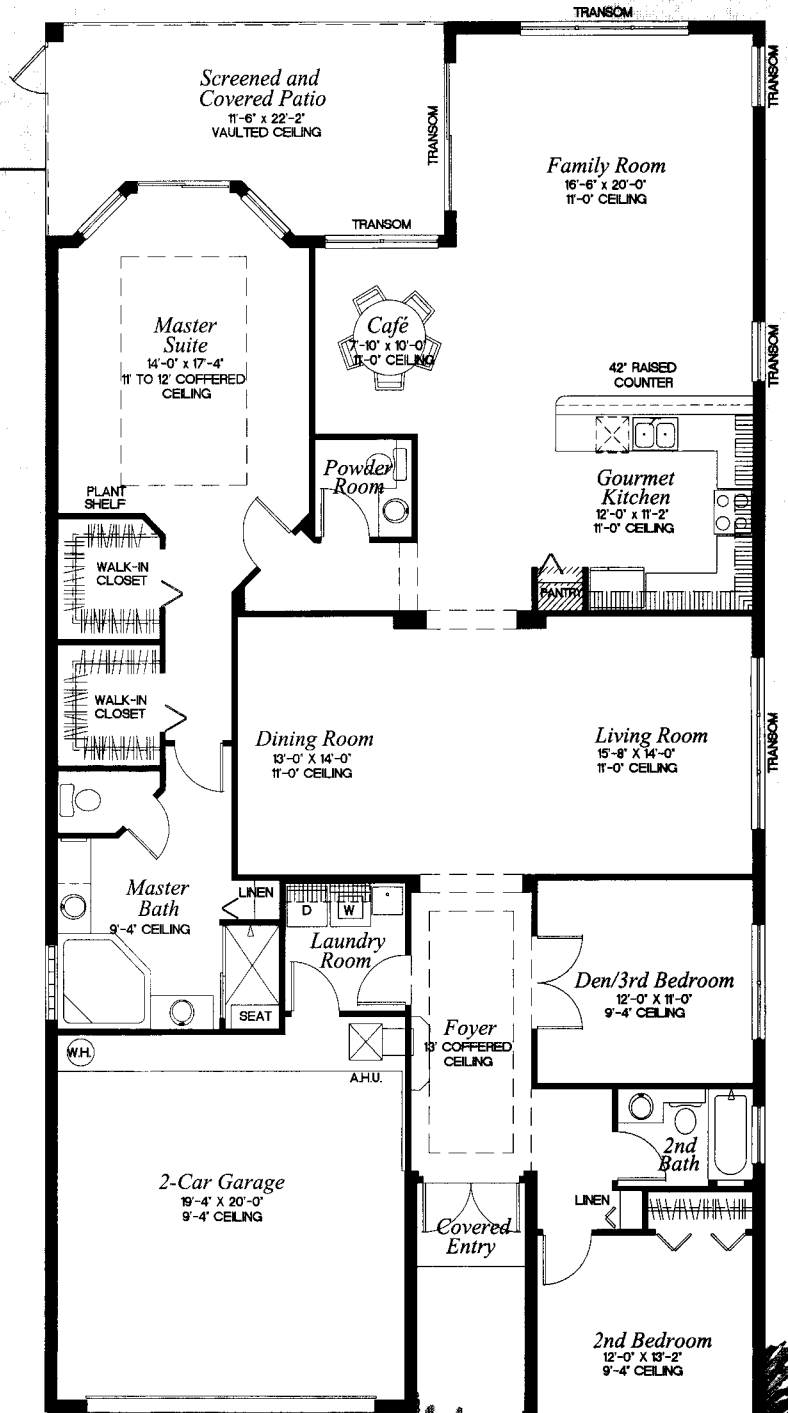 TRANSOM
Screened and
Covered Patio
11'-6" x 22'-2"
VAULTED CEILING
TRANSOM
TRANSOM
Family Room
16'-6" x 20'-0"
11'-0" CEILING
TRANSOM
Café
7'-10" x 10'-0"
11'-0" CEILING
Master
Suite
14'-0" x 17'-4"
11' TO 12' COFFERED
CEILING
TRANSOM
42" RAISED
COUNTER
Powder
Room
Gourmet
Kitchen
12'-0" x 11'-2"
11'-0" CEILING
PLANT
SHELF
WALK-IN
CLOSET
PANTRY
WALK-IN
CLOSET
Dining Room
13'-0" X 14'-0"
11'-0" CEILING
Living Room
15'-8" X 14'-0"
11'-0" CEILING
TRANSOM
Master
Bath
9'-4" CEILING
LINEN
D
W
Laundry
Room
SEAT
Den/3rd Bedroom
12'-0" X 11'-0"
9'-4" CEILING
Foyer
13' COFFERED
CEILING
W.H.
A.H.U.
2nd
Bath
2-Car Garage
19'-4" X 20'-0"
9'-4" CEILING
LINEN
Covered
Entry
2nd Bedroom
12'-0" X 13'-2"
9'-4" CEILING